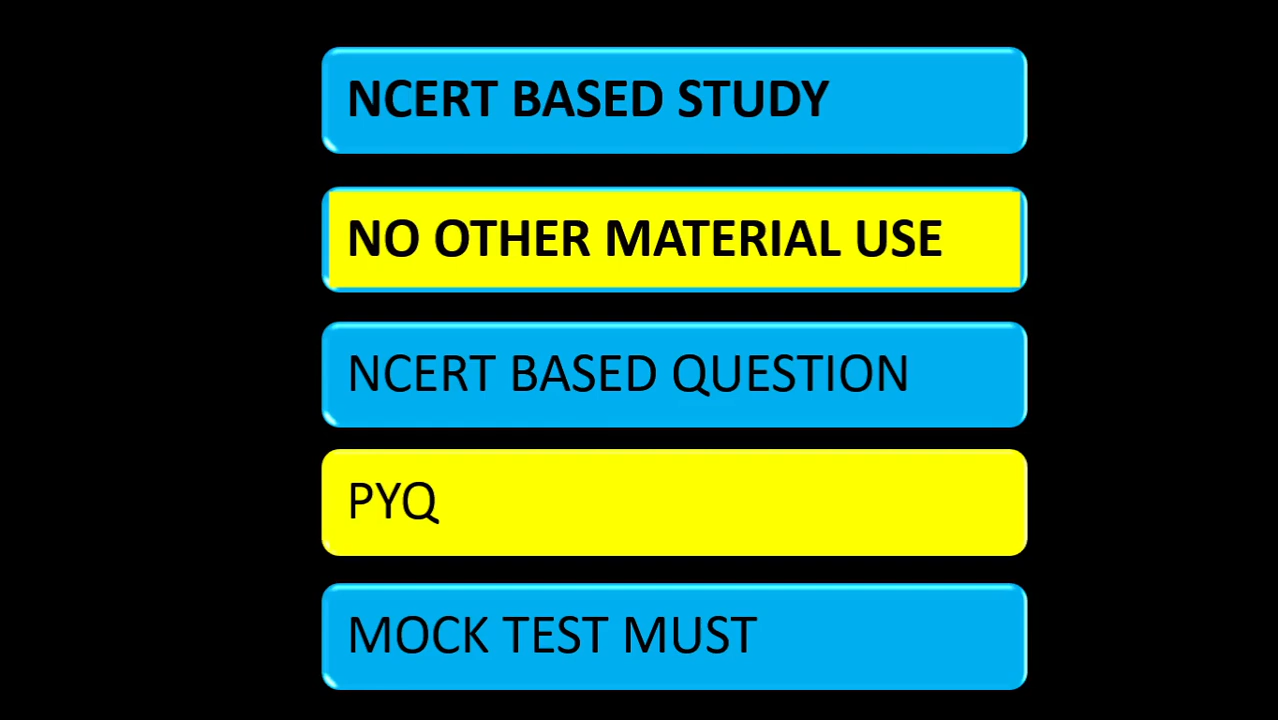 NCERT BASED STUDY
NO OTHER MATERIAL USE
NCERT BASED QUESTION
PYQ
MOCK TEST MUST